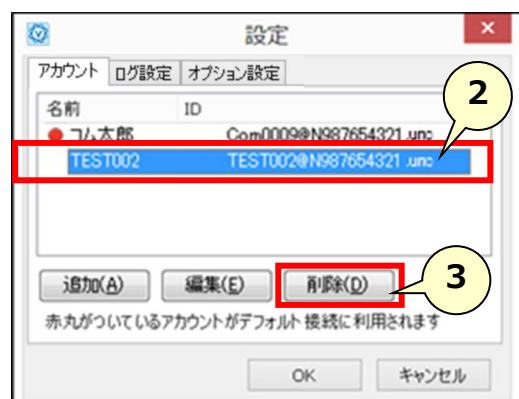 設定
アカウント ログ設定 オプション設定
名前 ID
コム太郎 Com0009@N987654321.unc
TEST002 TEST002@N987654321.unc
2
追加(A) 編集(E) 削除(D)
3
赤丸がついているアカウントがデフォルト接続に利用されます
OK キャンセル